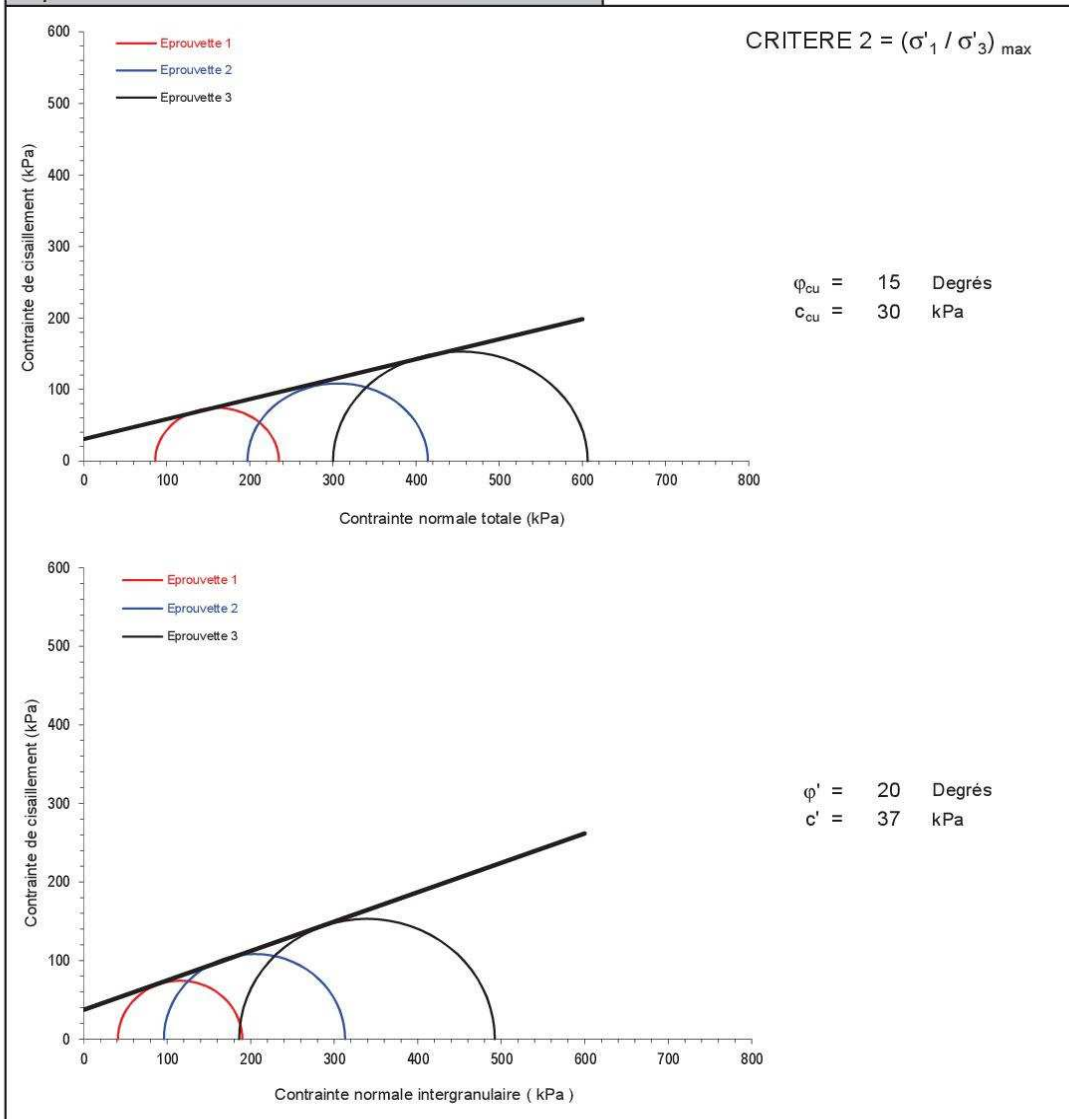 CRITERE 2 = (σ'1 / σ'3) max
600
500
400
300
200
100
0
Contrainte de cisaillement (kPa)
Eprouvette 1
Eprouvette 2
Eprouvette 3
φcu = 15 Degrés
ccu = 30 kPa
0 100 200 300 400 500 600 700 800
Contrainte normale totale (kPa)
600
500
400
300
200
100
0
Contrainte de cisaillement (kPa)
Eprouvette 1
Eprouvette 2
Eprouvette 3
φ' = 20 Degrés
c' = 37 kPa
0 100 200 300 400 500 600 700 800
Contrainte normale intergranulaire ( kPa )